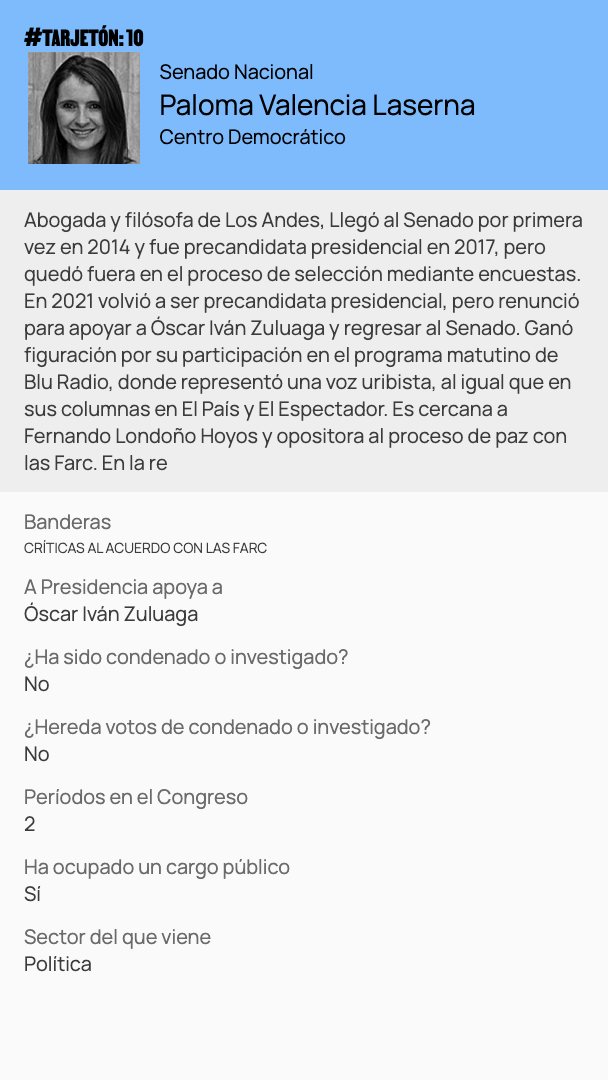 #TARJETÓN: 10
Senado Nacional
Paloma Valencia Laserna
Centro Democrático
Abogada y filósofa de Los Andes, Llegó al Senado por primera
vez en 2014 y fue precandidata presidencial en 2017, pero
quedó fuera en el proceso de selección mediante encuestas.
En 2021 volvió a ser precandidata presidencial, pero renunció
para apoyar a Óscar Iván Zuluaga y regresar al Senado. Ganó
figuración por su participación en el programa matutino de
Blu Radio, donde representó una voz uribista, al igual que en
sus columnas en El País y El Espectador. Es cercana a
Fernando Londoño Hoyos y opositora al proceso de paz con
las Farc. En la re
Banderas
CRÍTICAS AL ACUERDO CON LAS FARC
A Presidencia apoya a
Óscar Iván Zuluaga
¿Ha sido condenado o investigado?
No
¿Hereda votos de condenado o investigado?
No
Períodos en el Congreso
2
Ha ocupado un cargo público
Sí
Sector del que viene
Política